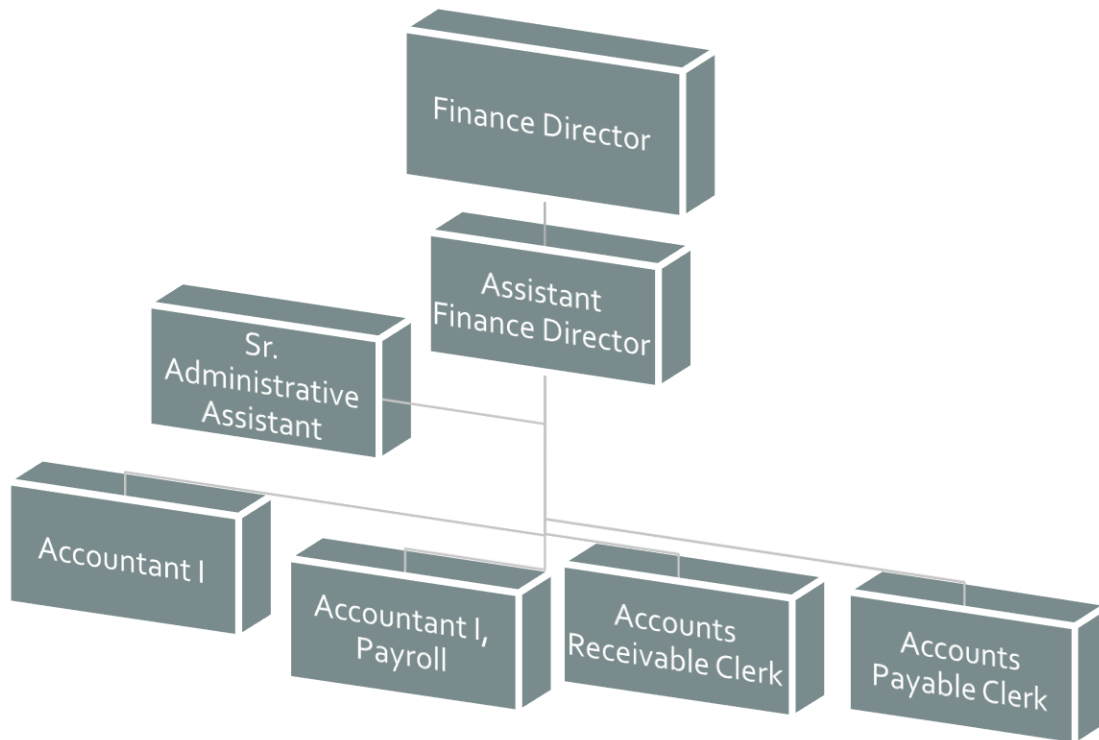 Finance Director
Assistant
Finance Director
Sr.
Administrative
Assistant
Accountant I
Accountant I,
Payroll
Accounts
Receivable Clerk
Accounts
Payable Clerk